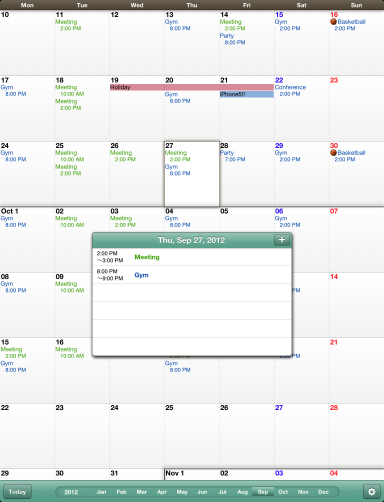 Mon Tue Wed Thu Fri Sat Sun
10 11 12 13 14 15 16
Meeting Gym Meeting Gym Basketball
2:00 PM 8:00 PM 2:00 PM 2:00 PM 2:00 PM
Party
8:00 PM
17 18 19 20 21 22 23
Gym Meeting Holiday Conference
8:00 PM 10:00 AM Gym iPhone5!! 2:00 PM
Meeting 8:00 PM
2:00 PM
24 25 26 27 28 29 30
Gym Meeting Meeting Meeting Party Gym Basketball
8:00 PM 10:00 AM 2:00 PM 2:00 PM 7:00 PM 2:00 PM 2:00 PM
Meeting Gym
2:00 PM 8:00 PM
Oct 1 02 03 04 05 06 07
Gym Meeting Meeting Gym Gym
8:00 PM 10:00 AM 2:00 PM 8:00 PM 2:00 PM
Thu, Sep 27, 2012 +
2:00 PM
～3:00 PM Meeting
8:00 PM
～9:00 PM Gym
08 09 14
Gym Meeting
8:00 PM 10:00 AM
15 16 21
Meeting Meeting
2:00 PM 10:00 AM
Gym Gym
8:00 PM 8:00 PM
22 23 24 25 26 27 28
29 30 31 Nov 1 02 03 04
Today 2012 Jan Feb Mar Apr May Jun Jul Aug Sep Oct Nov Dec